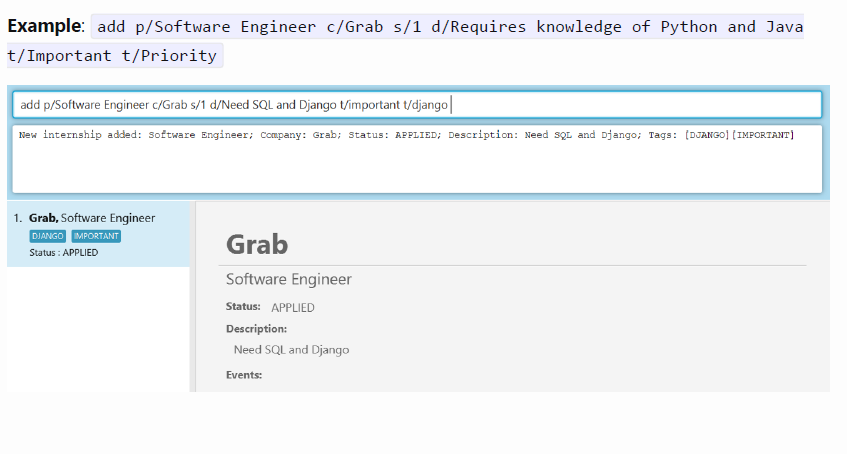 Example: add p/Software Engineer c/Grab s/1 d/Requires knowledge of Python and Java
t/Important t/Priority
add p/Software Engineer c/Grab s/1 d/Need SQL and Django t/important t/django
New internship added: Software Engineer; Company: Grab; Status: APPLIED; Description: Need SQL and Django; Tags: [DJANGO][IMPORTANT]
1. Grab, Software Engineer
DJANGO IMPORTANT
Status : APPLIED
Grab
Software Engineer
Status: APPLIED
Description:
Need SQL and Django
Events: